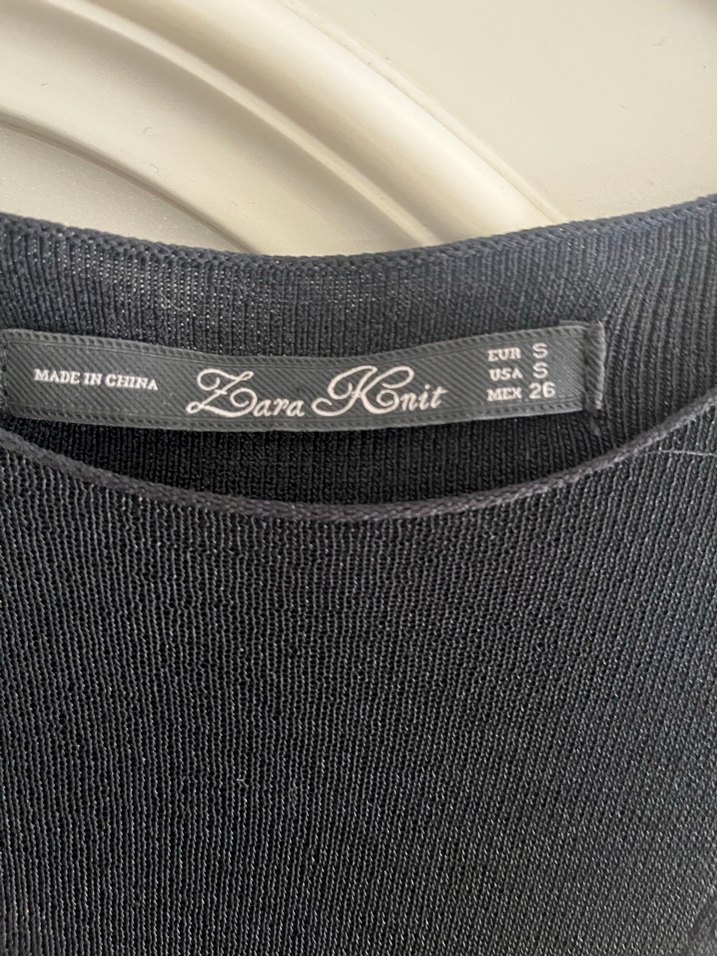 MADE IN CHINA
Zara Knit
EUR S
USA S
MEX 26